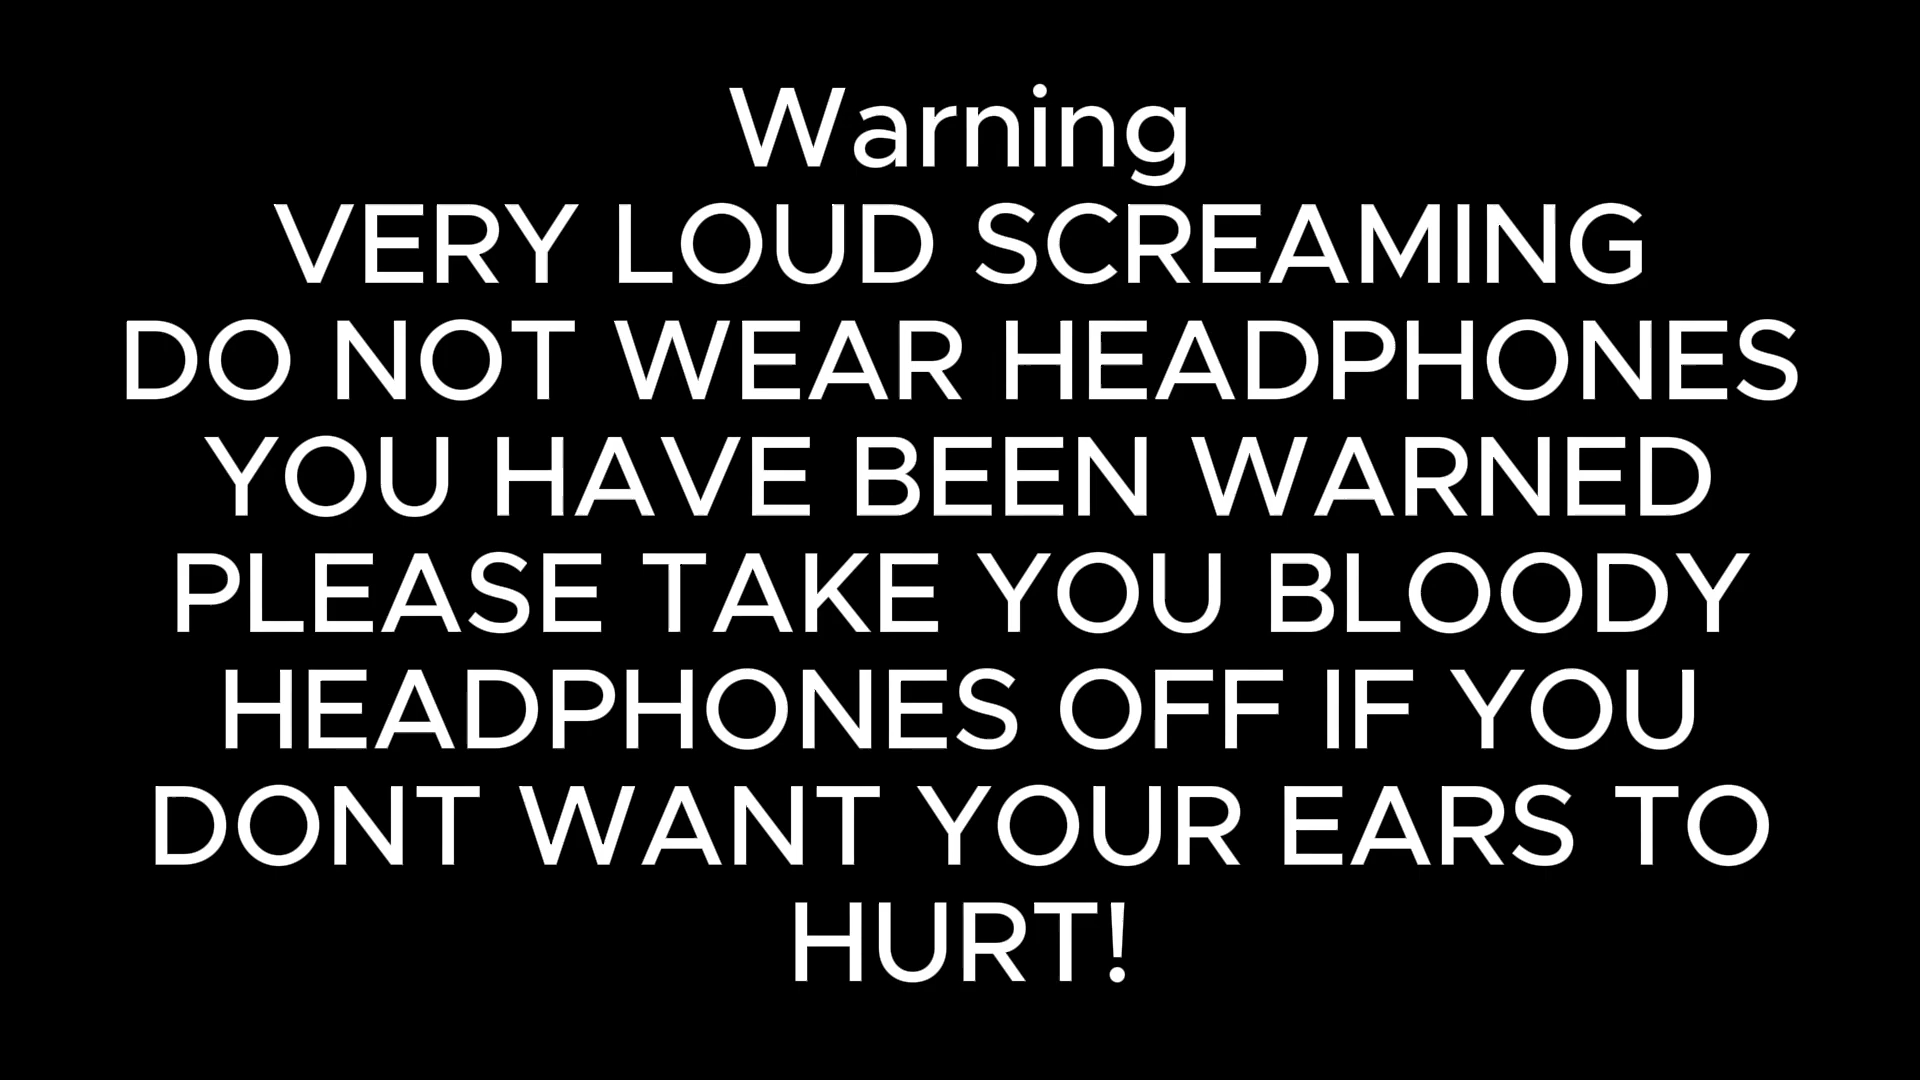 Warning
VERY LOUD SCREAMING
DO NOT WEAR HEADPHONES
YOU HAVE BEEN WARNED
PLEASE TAKE YOU BLOODY
HEADPHONES OFF IF YOU
DONT WANT YOUR EARS TO
HURT!